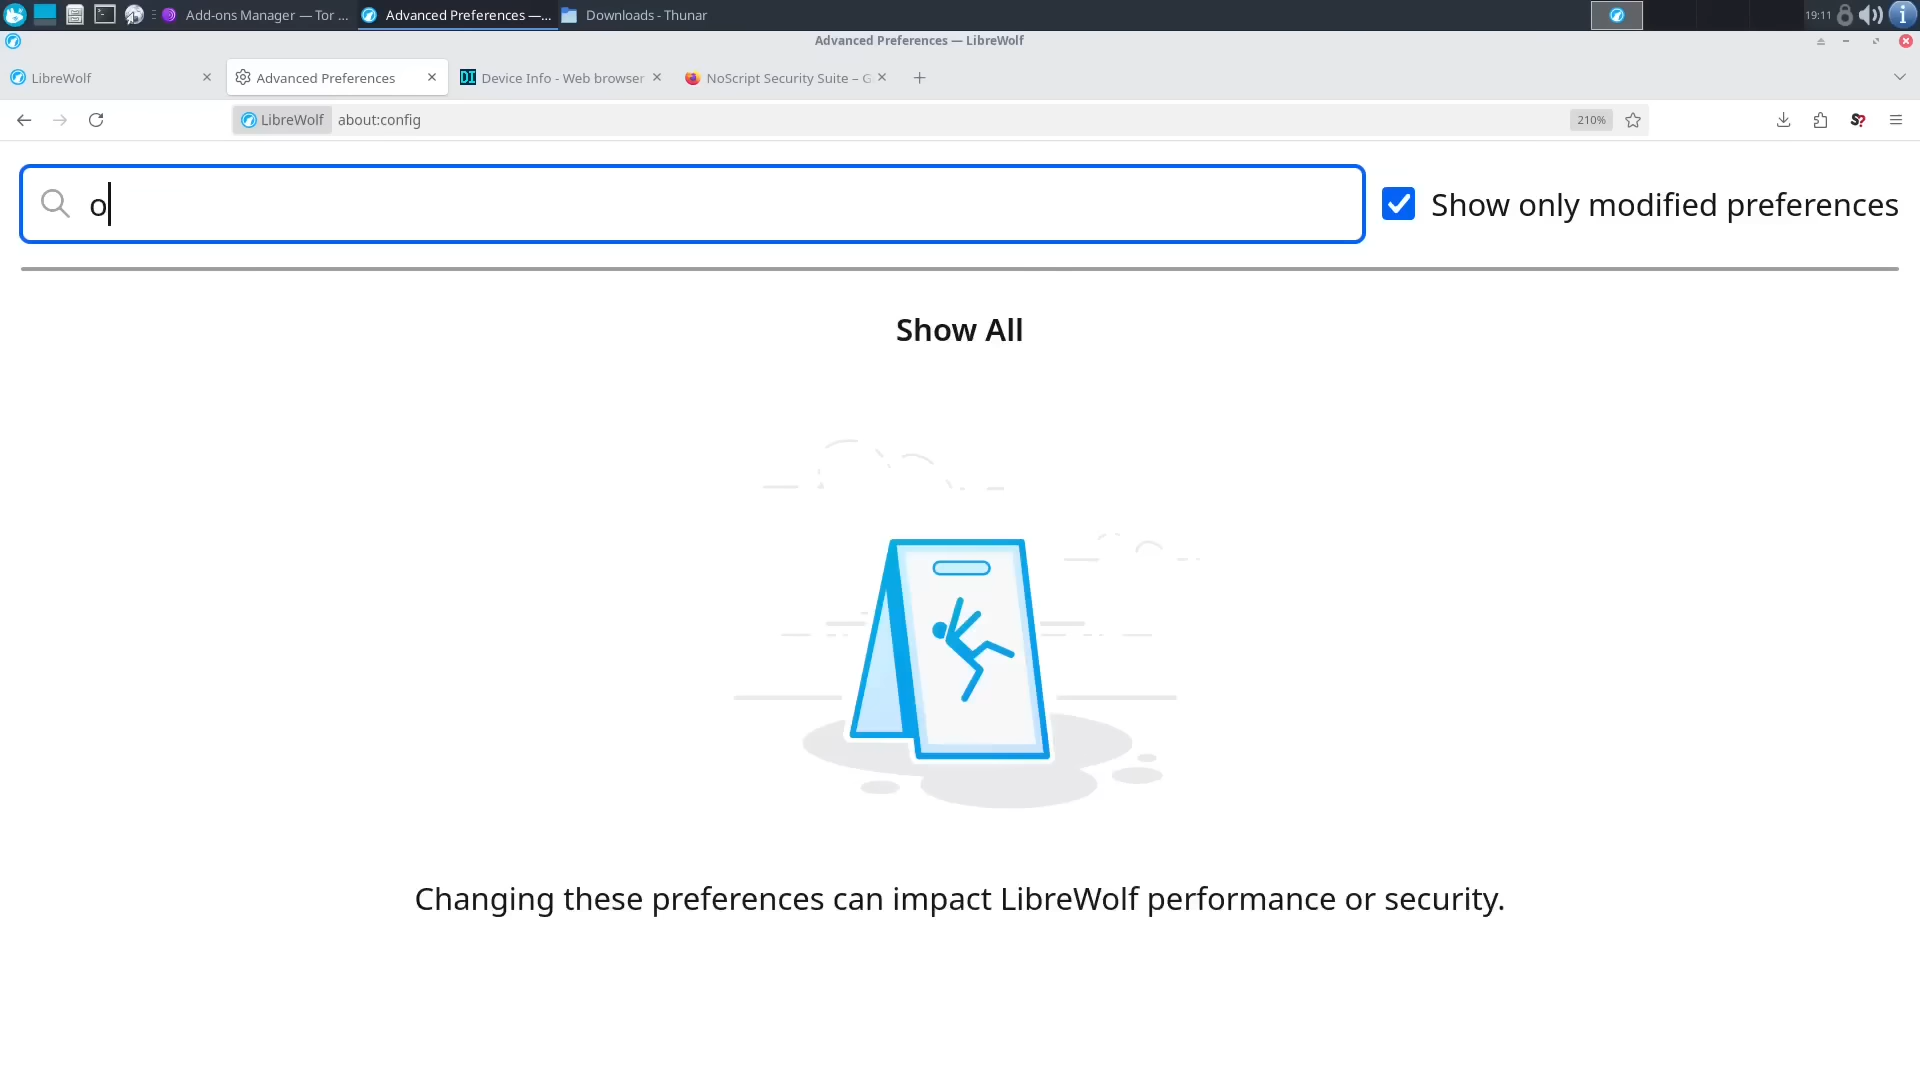 Add-ons Manager — Tor ...
Advanced Preferences —...
Downloads - Thunar
19:11
Advanced Preferences — LibreWolf
LibreWolf
Advanced Preferences
DI
Device Info - Web browser
NoScript Security Suite – G
LibreWolf
about:config
210%
S?
o
Show only modified preferences
Show All
Changing these preferences can impact LibreWolf performance or security.